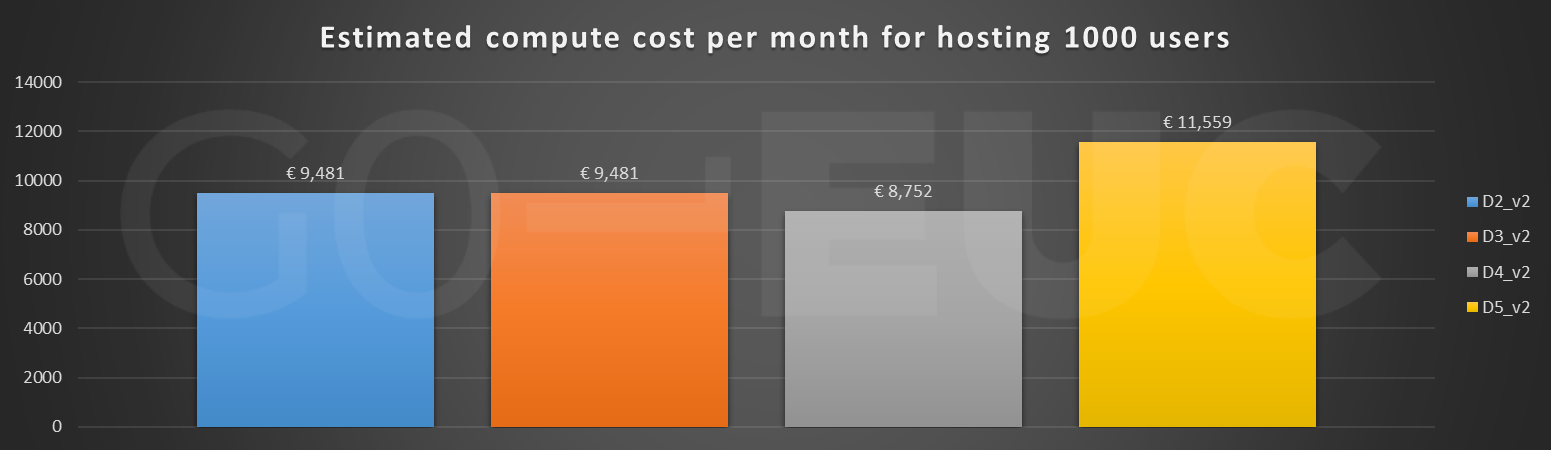 Estimated compute cost per month for hosting 1000 users
14000
12000
10000
8000
6000
4000
2000
0
€ 9,481
€ 9,481
€ 8,752
€ 11,559
D2_v2
D3_v2
D4_v2
D5_v2
GO-EUC